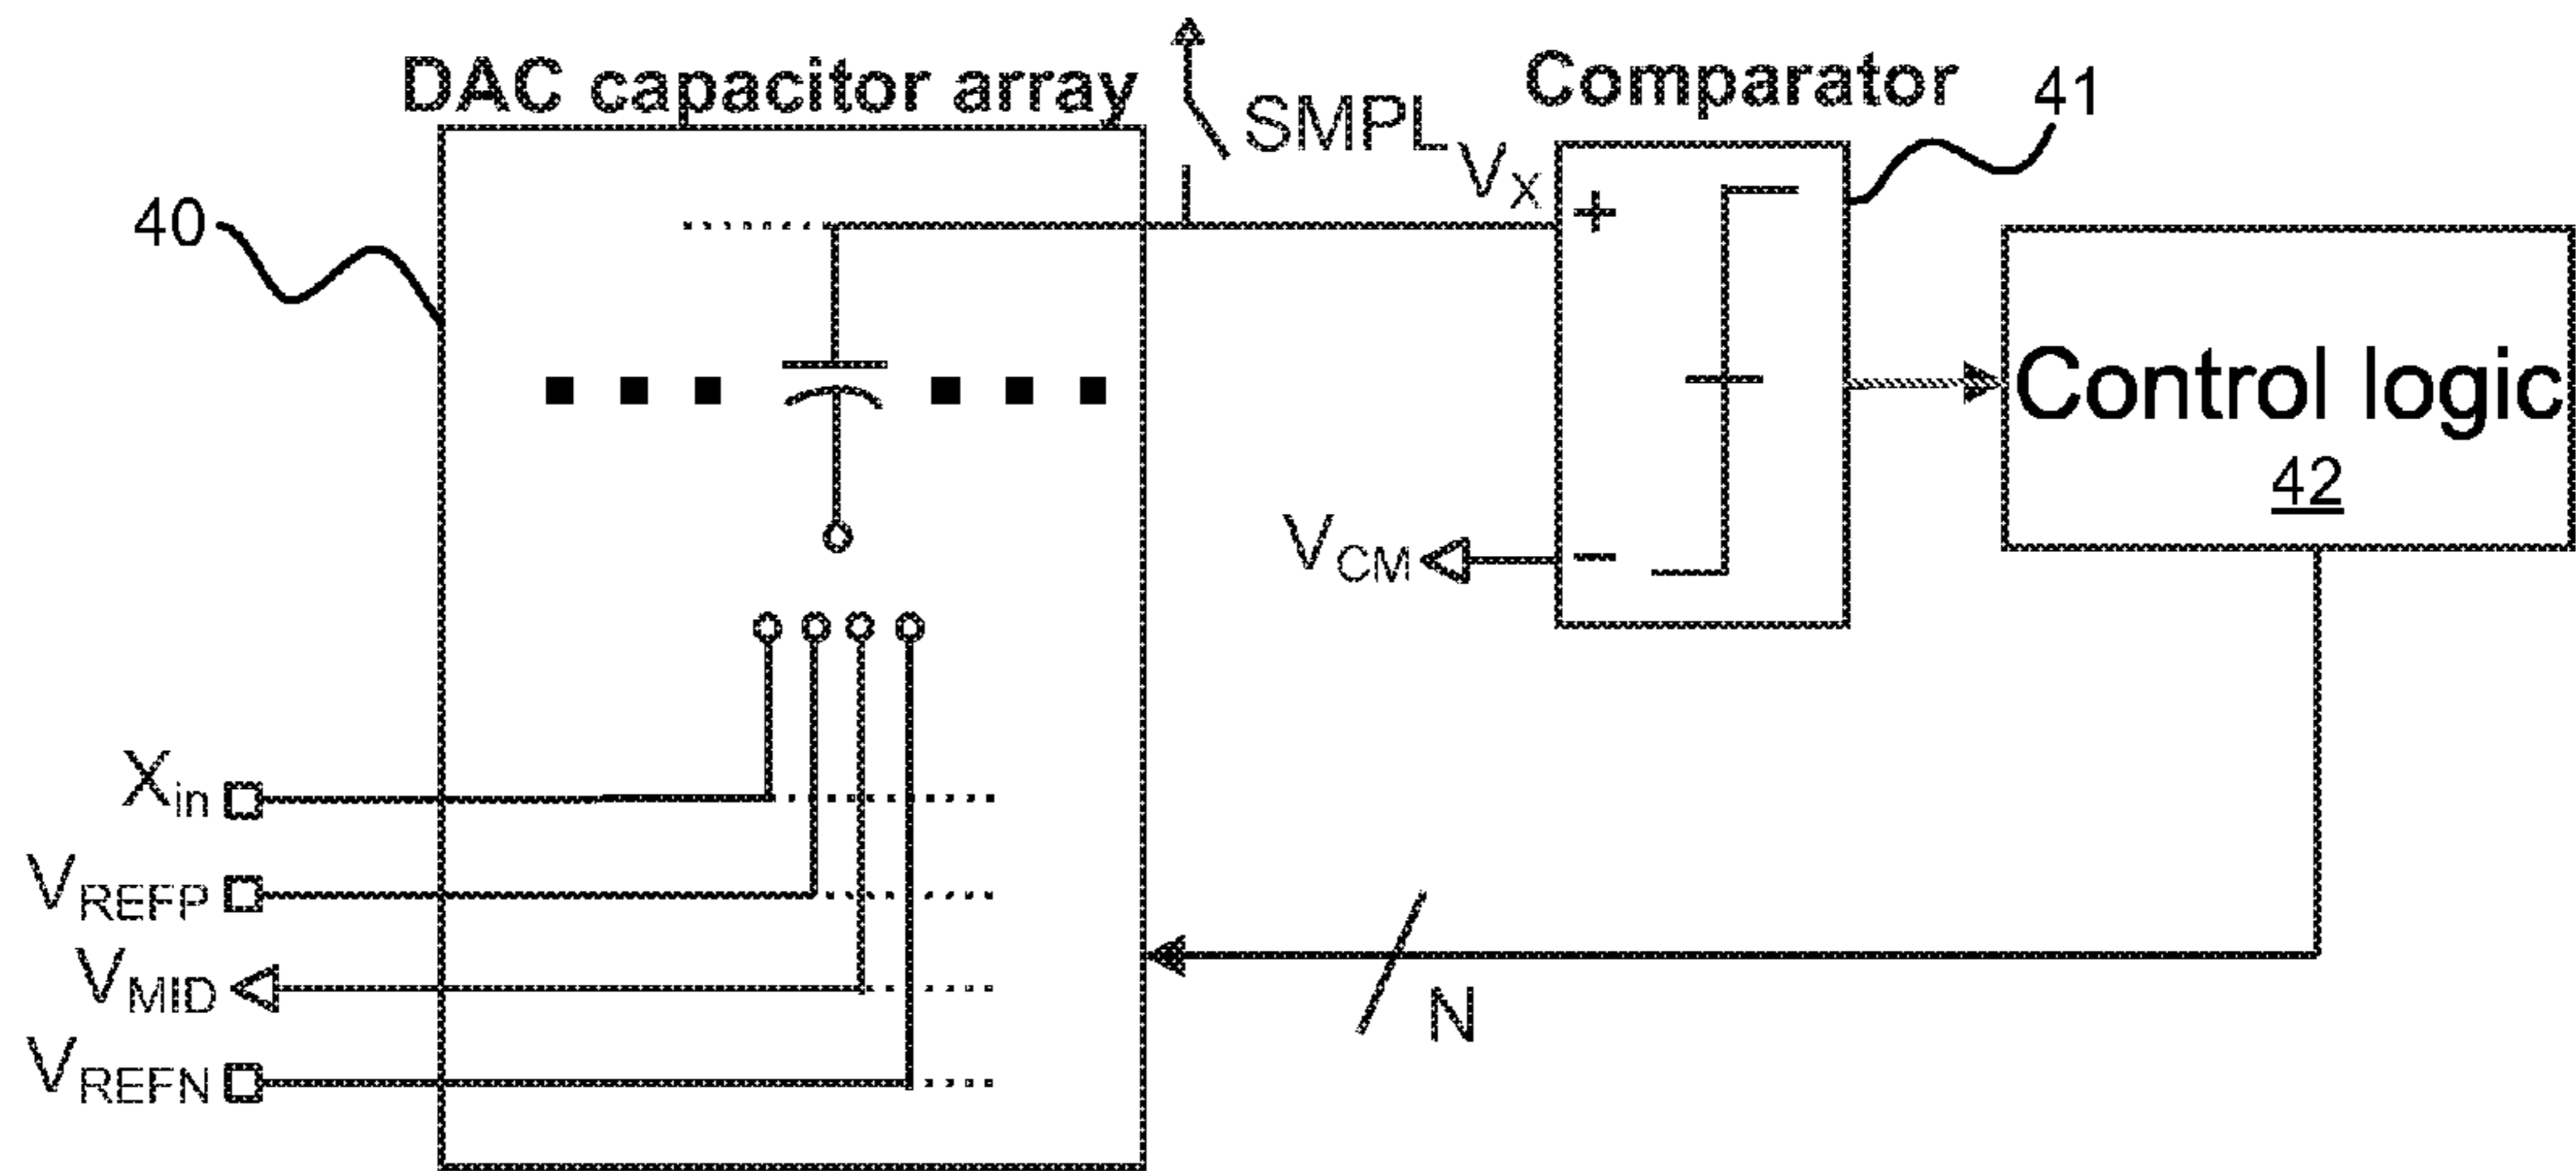 DAC capacitor array
Comparator
41
SMPL
VX
40
+
Control logic
42
VCM
−
Xin
VREFP
VMID
VREFN
N